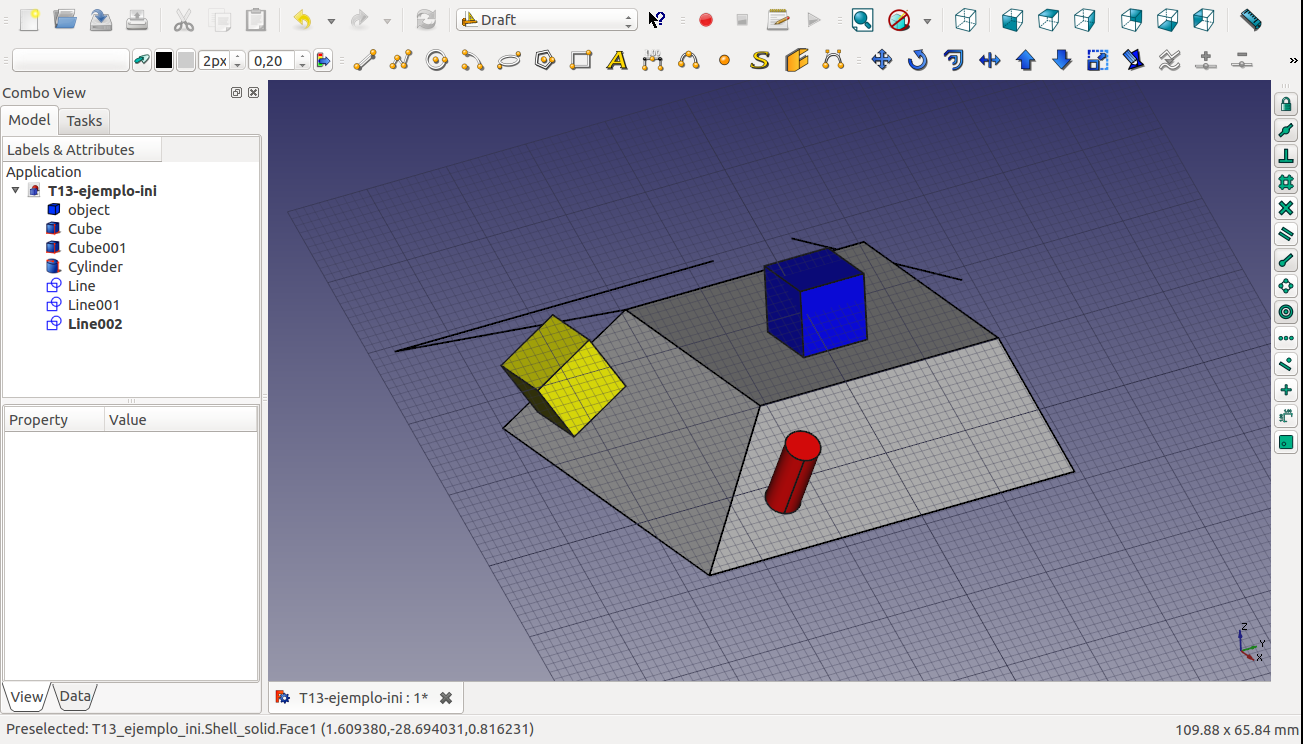 Draft
2px
0,20
Combo View
Model
Tasks
Labels & Attributes
Application
T13-ejemplo-ini
object
Cube
Cube001
Cylinder
Line
Line001
Line002
Property
Value
View
Data
T13-ejemplo-ini : 1*
Z
Y
X
Preselected: T13_ejemplo_ini.Shell_solid.Face1 (1.609380,-28.694031,0.816231)
109.88 x 65.84 mm